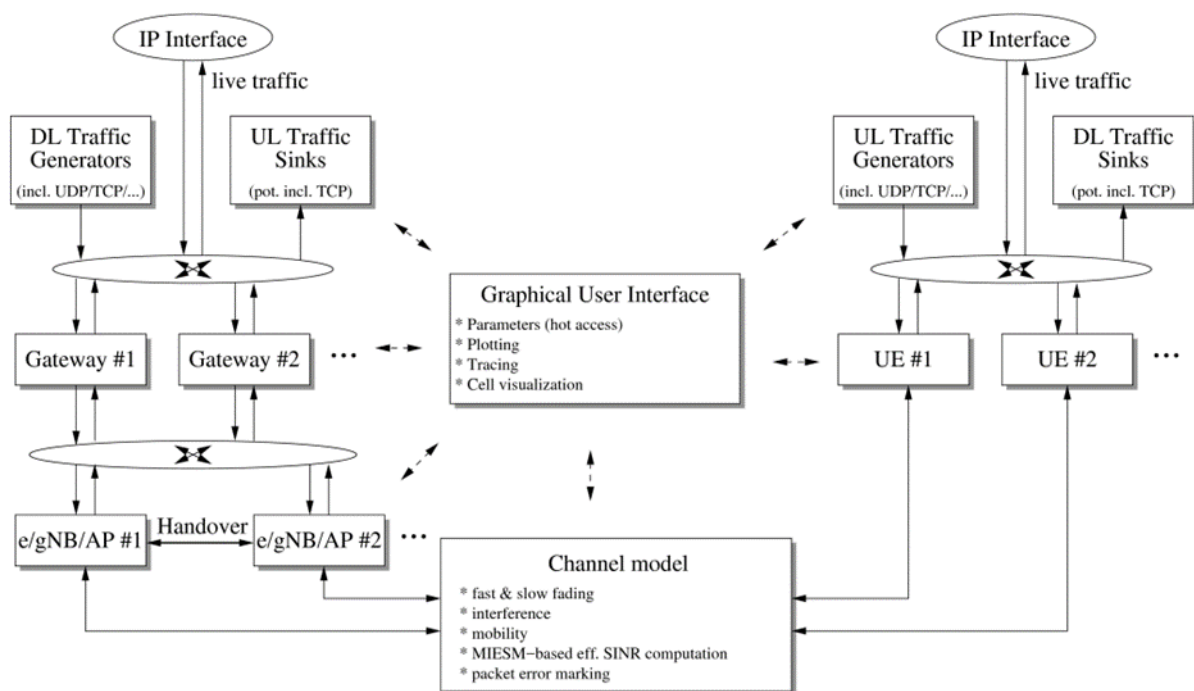 IP Interface
live traffic
DL Traffic
Generators
(incl. UDP/TCP/...)
UL Traffic
Sinks
(pot. incl. TCP)
IP Interface
live traffic
UL Traffic
Generators
(incl. UDP/TCP/...)
DL Traffic
Sinks
(pot. incl. TCP)
Graphical User Interface
* Parameters (hot access)
* Plotting
* Tracing
* Cell visualization
Gateway #1
Gateway #2
...
UE #1
UE #2
...
e/gNB/AP #1
Handover
e/gNB/AP #2
...
Channel model
* fast & slow fading
* interference
* mobility
* MIESM−based eff. SINR computation
* packet error marking